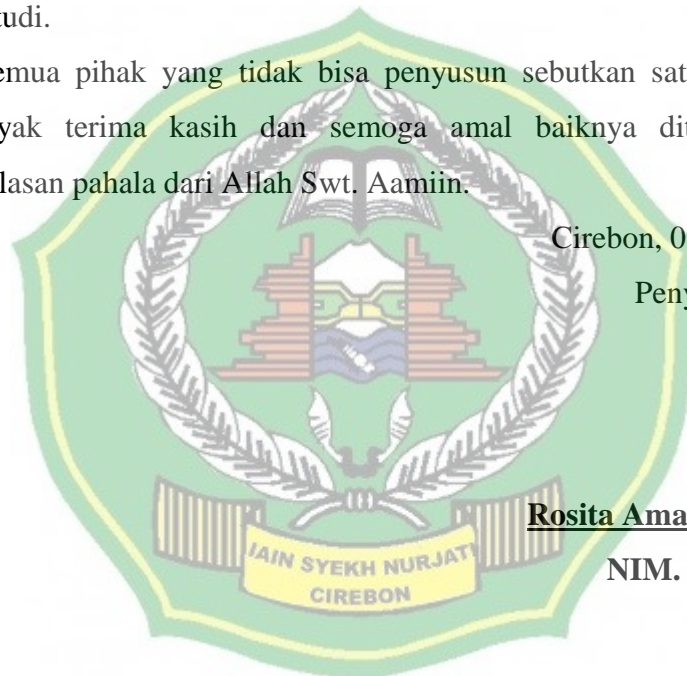 tudi.
emua pihak yang tidak bisa penyusun sebutkan sat
yak terima kasih dan semoga amal baiknya dit
lasan pahala dari Allah Swt. Aamiin.
Cirebon, 0
Peny
Rosita Ama
NIM.
IAIN SYEKH NURJATI
CIREBON